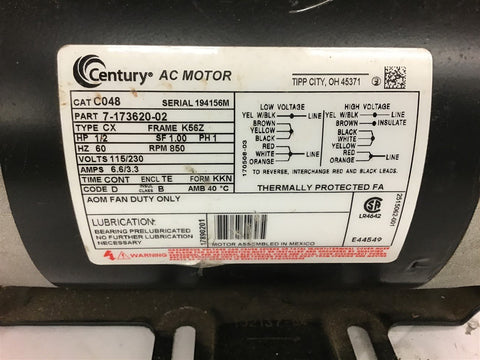 Century® AC MOTOR
TIPP CITY, OH 45371
CAT C048 SERIAL 194156M
PART 7-173620-02
TYPE CX FRAME K56Z
HP 1/2 SF 1.00 PH 1
HZ 60 RPM 850
VOLTS 115/230
AMPS 6.6/3.3
TIME CONT ENCL TE FORM KKN
CODE D INSUL CLASS B AMB 40 °C
AOM FAN DUTY ONLY
LUBRICATION:
BEARING PRELUBRICATED
NO FURTHER LUBRICATION
NECESSARY
LOW VOLTAGE
YEL W/BLK LINE
BROWN
YELLOW
BLACK
RED
WHITE LINE
ORANGE
HIGH VOLTAGE
YEL W/BLK LINE
BROWN INSULATE
YELLOW
BLACK
WHITE
RED
ORANGE LINE
TO REVERSE, INTERCHANGE RED AND BLACK LEADS.
170508-03
THERMALLY PROTECTED FA
SA
LR4642
E44549
251502-001
17890201
MOTOR ASSEMBLED IN MEXICO
WARNING